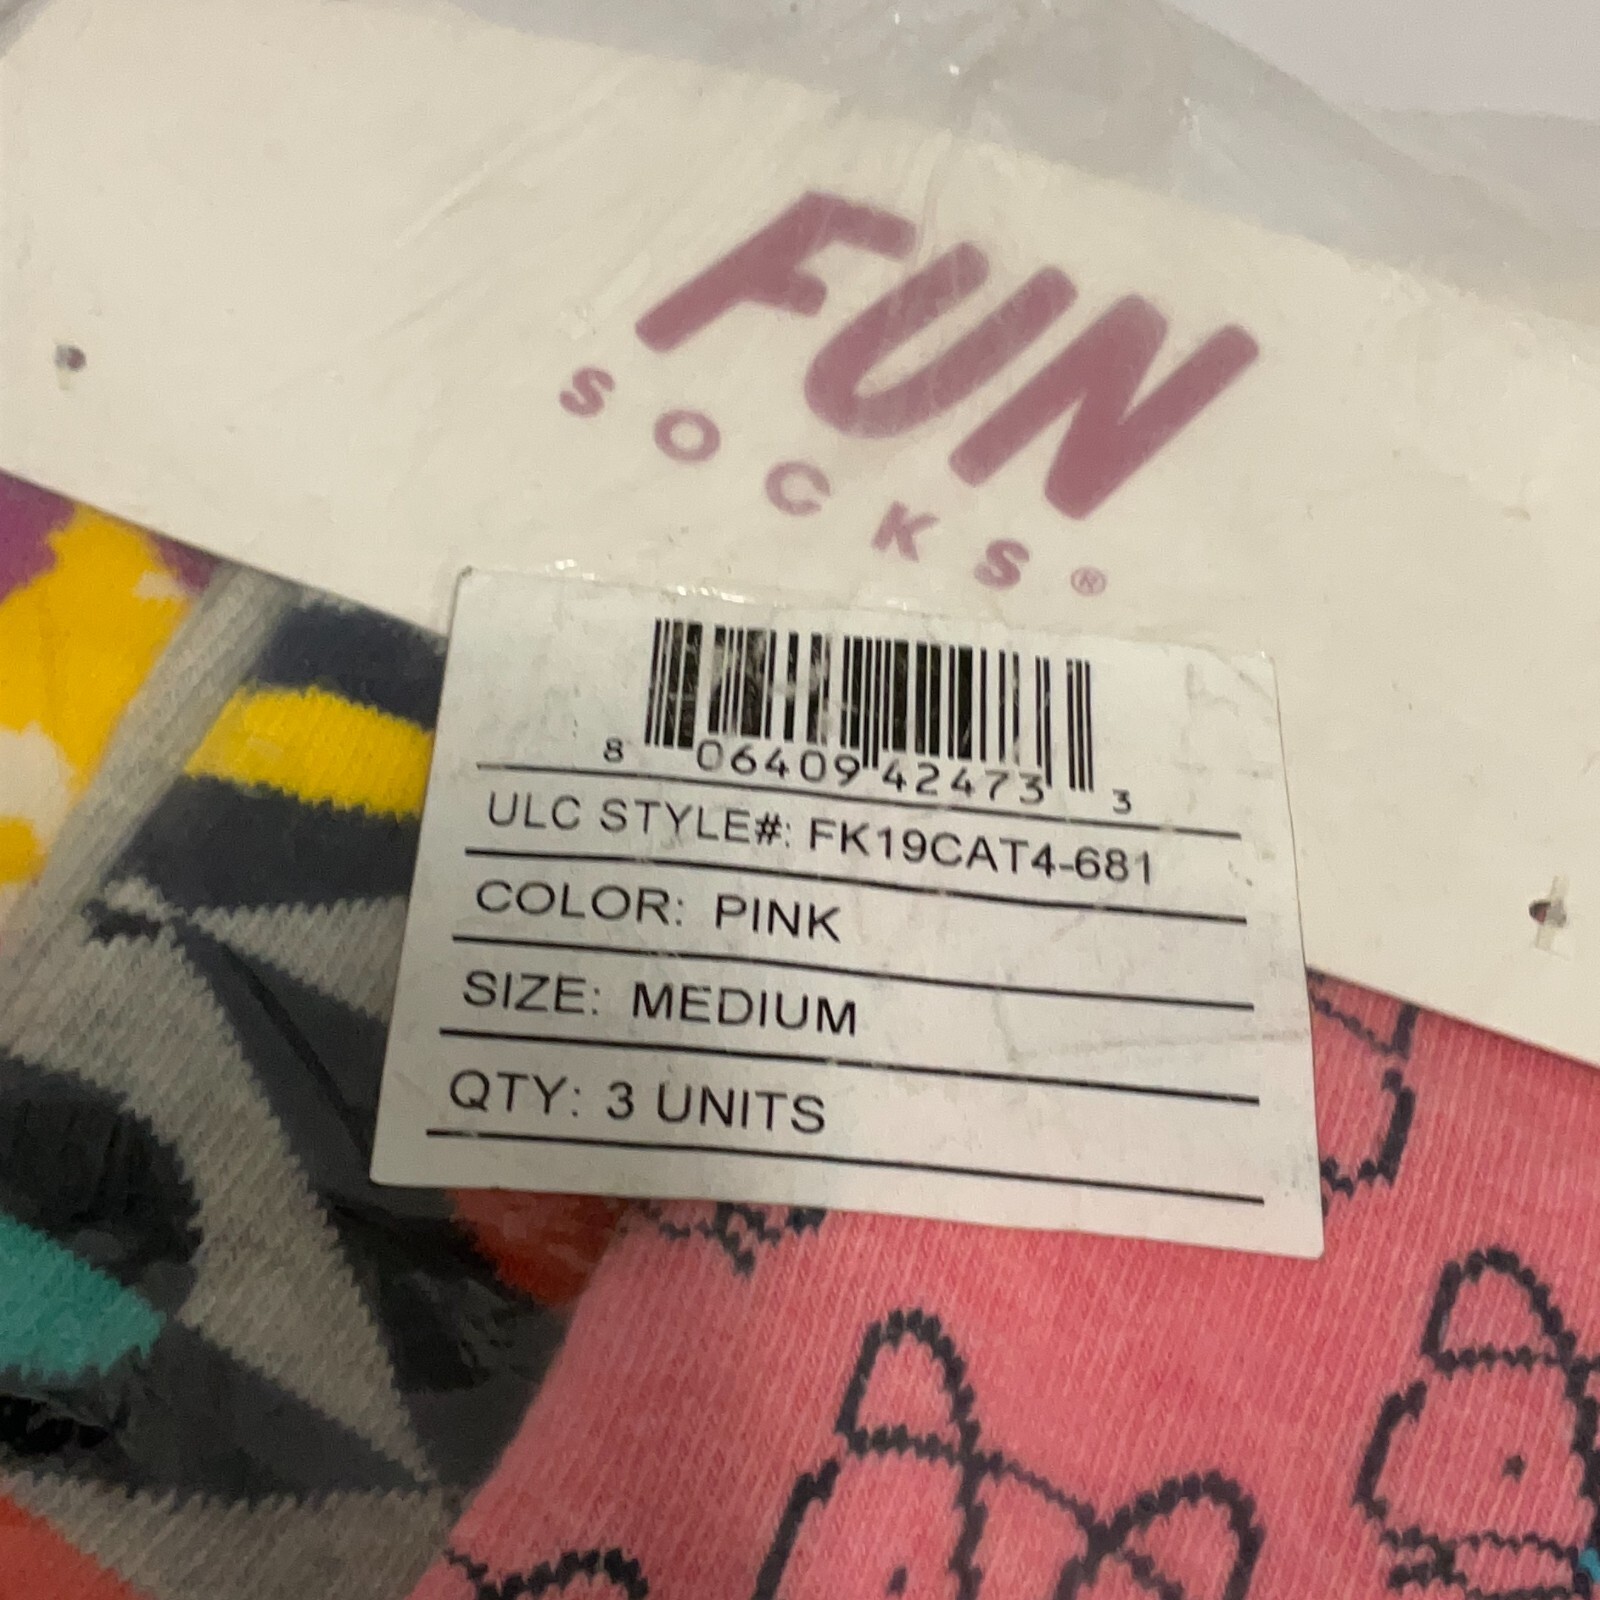 FUN
SOCKS®
8 06409 42473 3
ULC STYLE#: FK19CAT4-681
COLOR: PINK
SIZE: MEDIUM
QTY: 3 UNITS